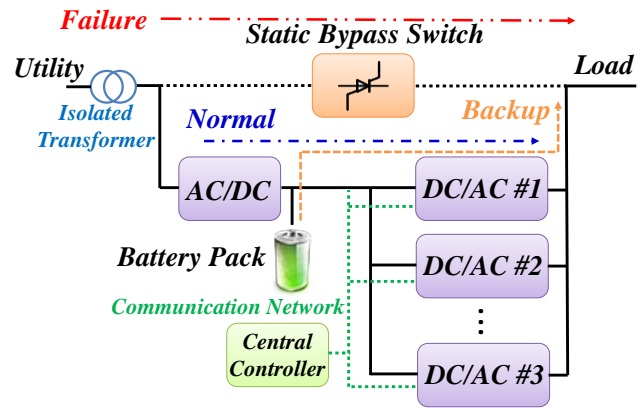 Failure
Static Bypass Switch
Utility
Load
Isolated
Transformer
Normal
Backup
AC/DC
DC/AC #1
Battery Pack
DC/AC #2
Communication Network
Central
Controller
DC/AC #3